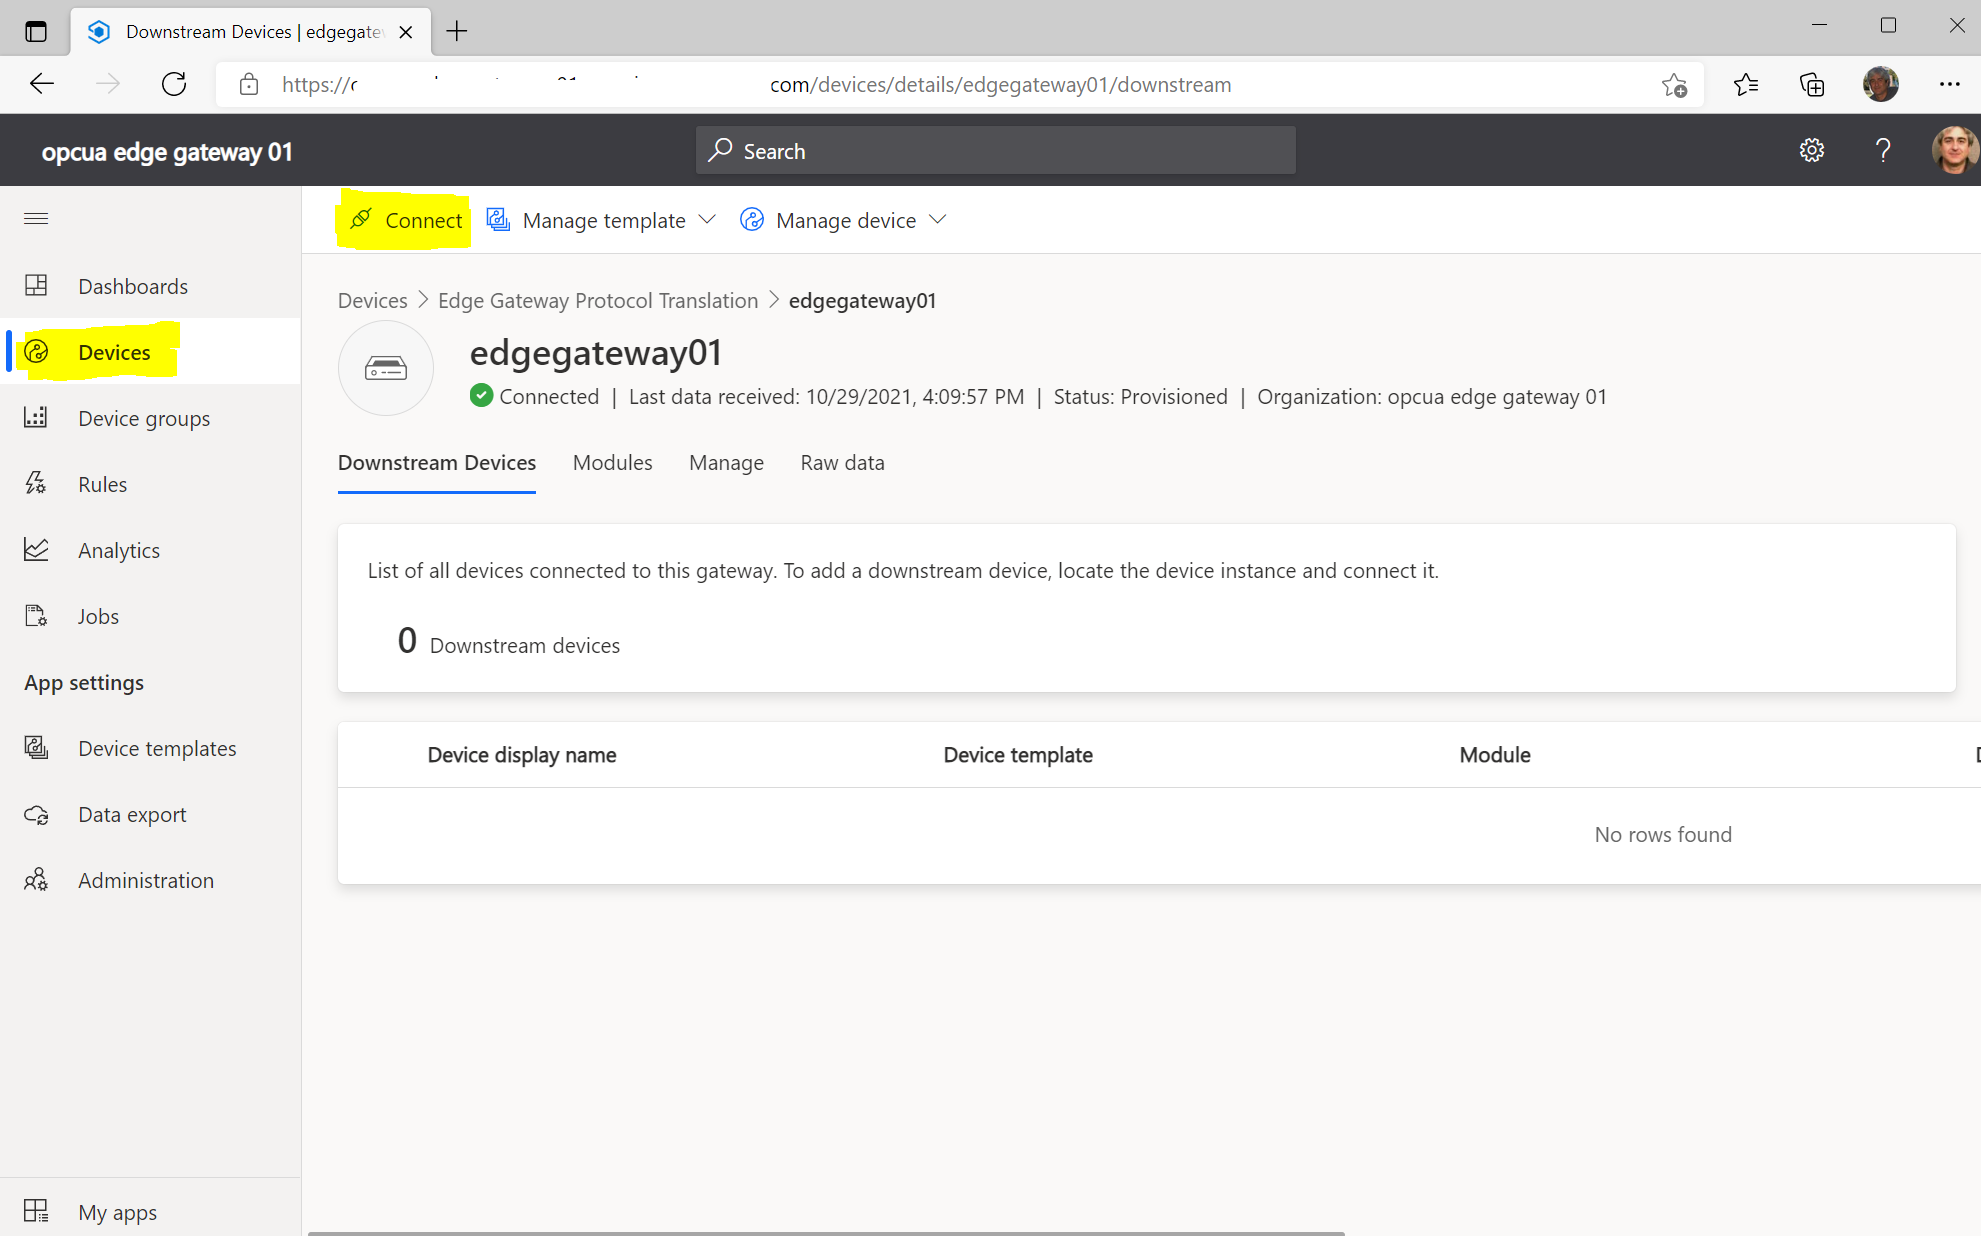 Downstream Devices | edgegatew
https:// com/devices/details/edgegateway01/downstream
opcua edge gateway 01
Search
?
Connect
Manage template
Manage device
Dashboards
Devices
Device groups
Rules
Analytics
Jobs
App settings
Device templates
Data export
Administration
My apps
Devices > Edge Gateway Protocol Translation > edgegateway01
edgegateway01
Connected | Last data received: 10/29/2021, 4:09:57 PM | Status: Provisioned | Organization: opcua edge gateway 01
Downstream Devices Modules Manage Raw data
List of all devices connected to this gateway. To add a downstream device, locate the device instance and connect it.
0 Downstream devices
Device display name Device template Module
No rows found